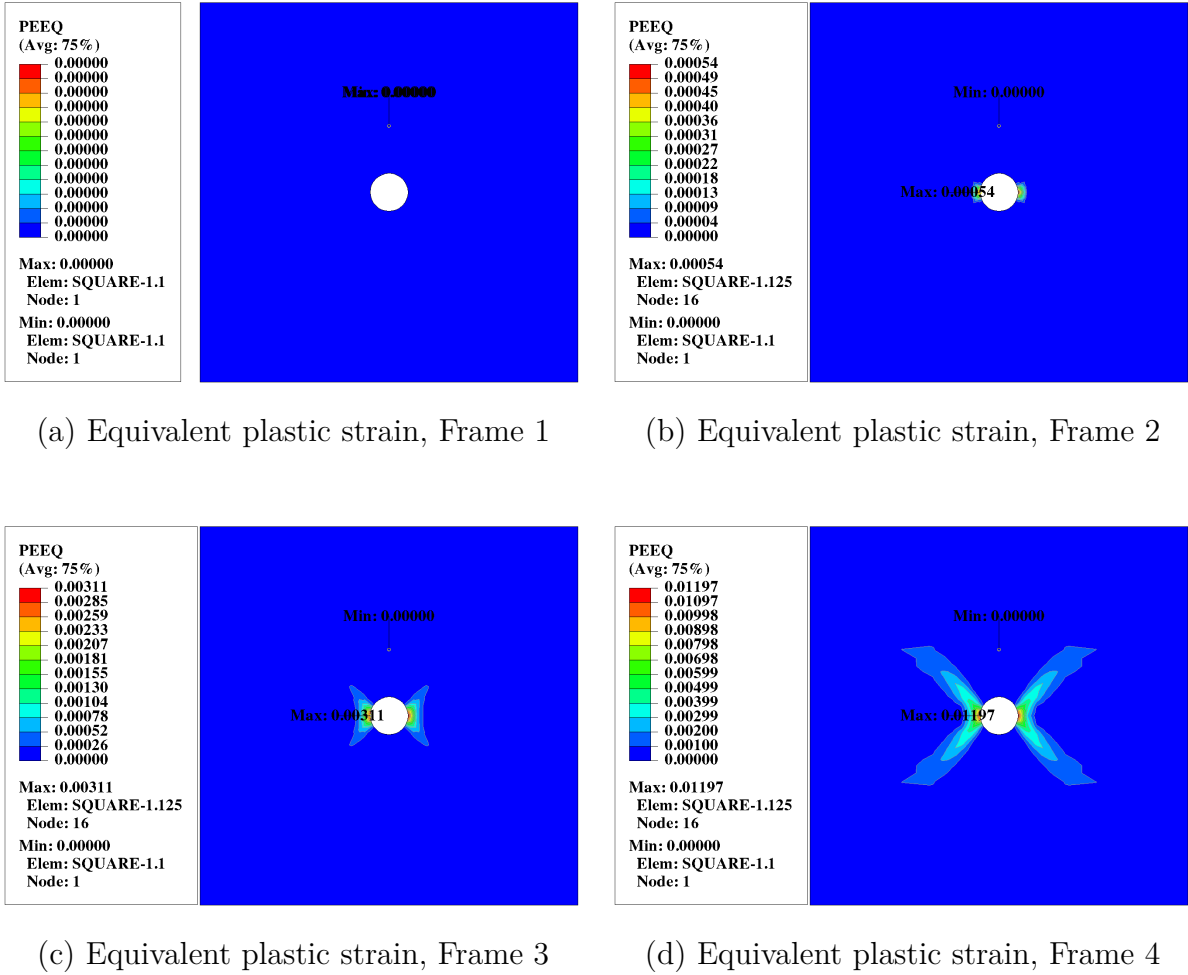 PEEQ
(Avg: 75%)
0.00000
0.00000
0.00000
0.00000
0.00000
0.00000
0.00000
0.00000
0.00000
0.00000
0.00000
0.00000
0.00000
Max: 0.00000
Elem: SQUARE-1.1
Node: 1
Min: 0.00000
Elem: SQUARE-1.1
Node: 1
Max: 0.00000
Min: 0.00000
(a) Equivalent plastic strain, Frame 1
PEEQ
(Avg: 75%)
0.00054
0.00049
0.00045
0.00040
0.00036
0.00031
0.00027
0.00022
0.00018
0.00013
0.00009
0.00004
0.00000
Max: 0.00054
Elem: SQUARE-1.125
Node: 16
Min: 0.00000
Elem: SQUARE-1.1
Node: 1
Min: 0.00000
Max: 0.00054
(b) Equivalent plastic strain, Frame 2
PEEQ
(Avg: 75%)
0.00311
0.00285
0.00259
0.00233
0.00207
0.00181
0.00155
0.00130
0.00104
0.00078
0.00052
0.00026
0.00000
Max: 0.00311
Elem: SQUARE-1.125
Node: 16
Min: 0.00000
Elem: SQUARE-1.1
Node: 1
Min: 0.00000
Max: 0.00311
(c) Equivalent plastic strain, Frame 3
PEEQ
(Avg: 75%)
0.01197
0.01097
0.00998
0.00898
0.00798
0.00698
0.00599
0.00499
0.00399
0.00299
0.00200
0.00100
0.00000
Max: 0.01197
Elem: SQUARE-1.125
Node: 16
Min: 0.00000
Elem: SQUARE-1.1
Node: 1
Min: 0.00000
Max: 0.01197
(d) Equivalent plastic strain, Frame 4